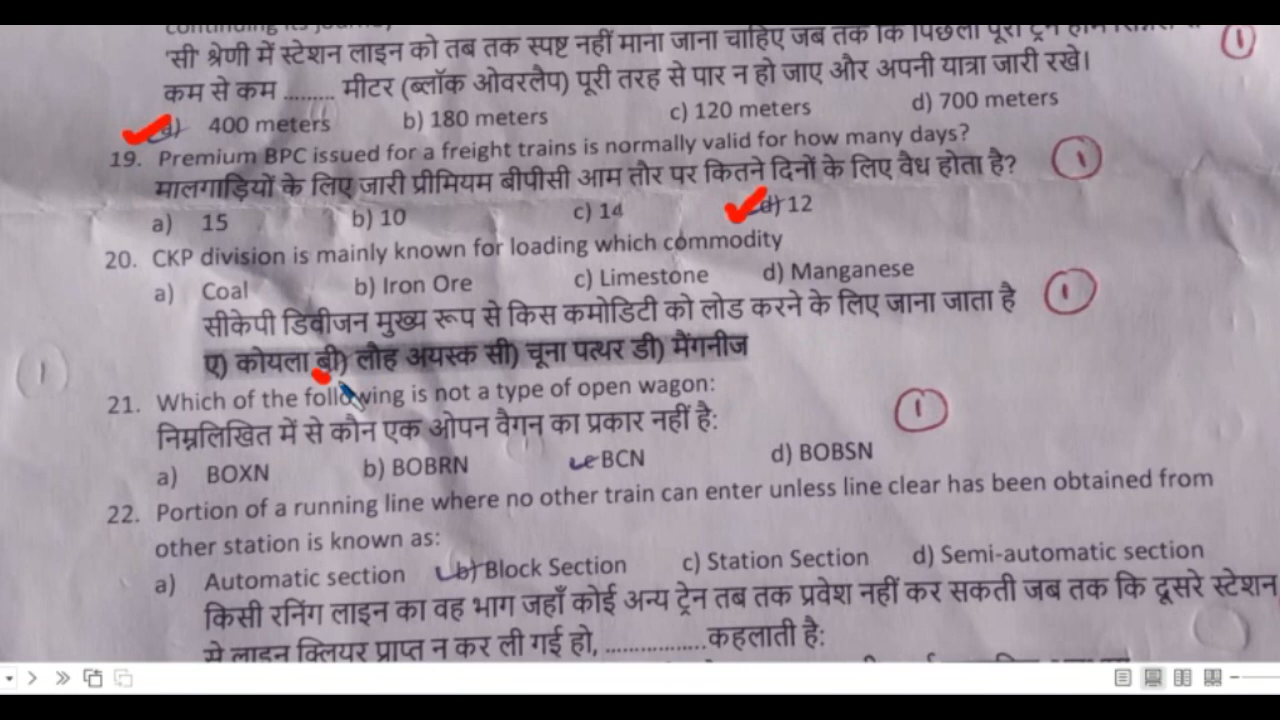 continuing its journey
'सी' श्रेणी में स्टेशन लाइन को तब तक स्पष्ट नहीं माना जाना चाहिए जब तक कि पिछली पूरी ट्रेन होम
कम से कम ......... मीटर (ब्लॉक ओवरलैप) पूरी तरह से पार न हो जाए और अपनी यात्रा जारी रखे।
1
400 meters b) 180 meters c) 120 meters d) 700 meters
19. Premium BPC issued for a freight trains is normally valid for how many days?
मालगाड़ियों के लिए जारी प्रीमियम बीपीसी आम तौर पर कितने दिनों के लिए वैध होता है?
1
a) 15 b) 10 c) 14 d) 12
20. CKP division is mainly known for loading which commodity
a) Coal b) Iron Ore c) Limestone d) Manganese
सीकेपी डिवीजन मुख्य रूप से किस कमोडिटी को लोड करने के लिए जाना जाता है
1
ए) कोयला बी) लौह अयस्क सी) चूना पत्थर डी) मैंगनीज
21. Which of the following is not a type of open wagon:
निम्नलिखित में से कौन एक ओपन वैगन का प्रकार नहीं है:
1
a) BOXN b) BOBRN BCN d) BOBSN
22. Portion of a running line where no other train can enter unless line clear has been obtained from
other station is known as:
a) Automatic section b) Block Section c) Station Section d) Semi-automatic section
किसी रनिंग लाइन का वह भाग जहाँ कोई अन्य ट्रेन तब तक प्रवेश नहीं कर सकती जब तक कि दूसरे स्टेशन
से लाइन क्लियर प्राप्त न कर ली गई हो, ................कहलाती है: